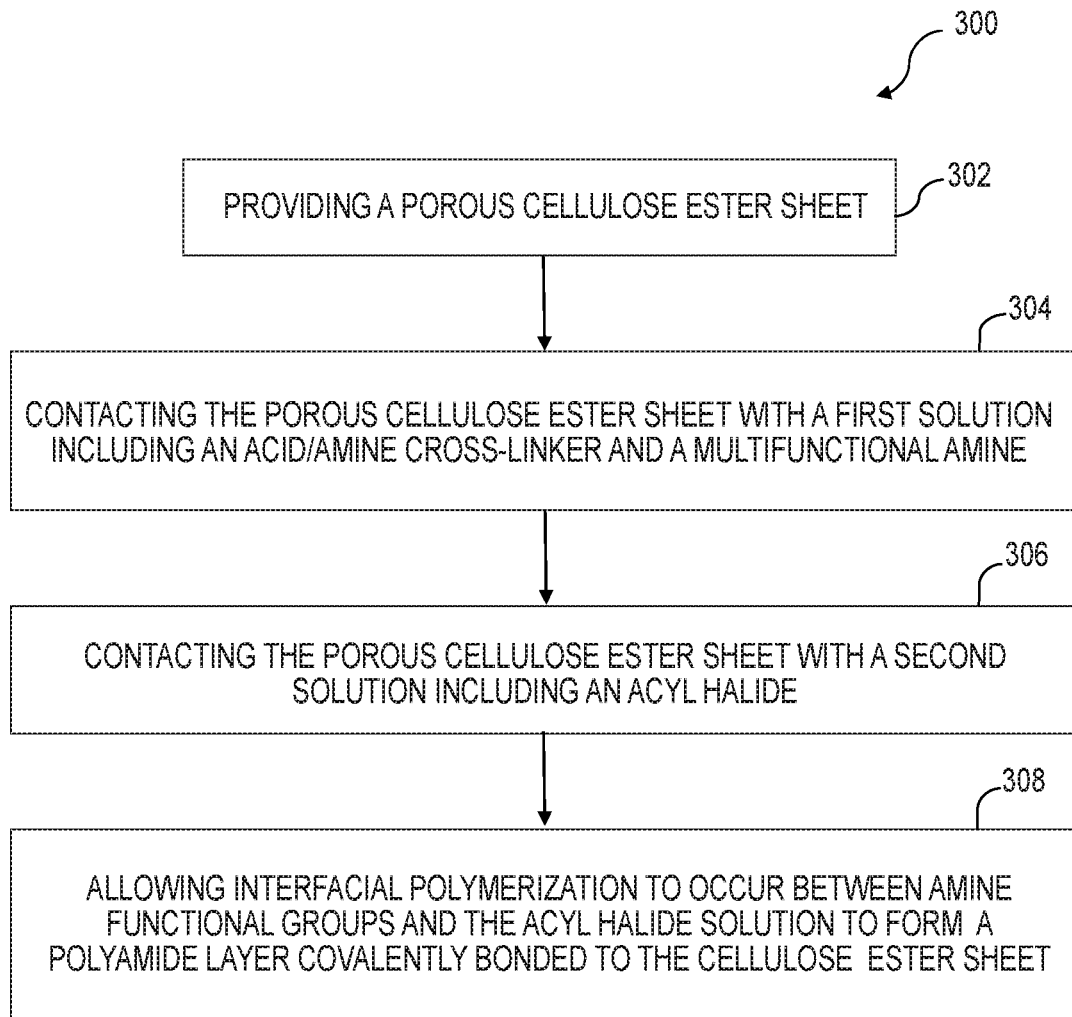 300
PROVIDING A POROUS CELLULOSE ESTER SHEET
302
304
CONTACTING THE POROUS CELLULOSE ESTER SHEET WITH A FIRST SOLUTION
INCLUDING AN ACID/AMINE CROSS-LINKER AND A MULTIFUNCTIONAL AMINE
306
CONTACTING THE POROUS CELLULOSE ESTER SHEET WITH A SECOND
SOLUTION INCLUDING AN ACYL HALIDE
308
ALLOWING INTERFACIAL POLYMERIZATION TO OCCUR BETWEEN AMINE
FUNCTIONAL GROUPS AND THE ACYL HALIDE SOLUTION TO FORM A
POLYAMIDE LAYER COVALENTLY BONDED TO THE CELLULOSE ESTER SHEET